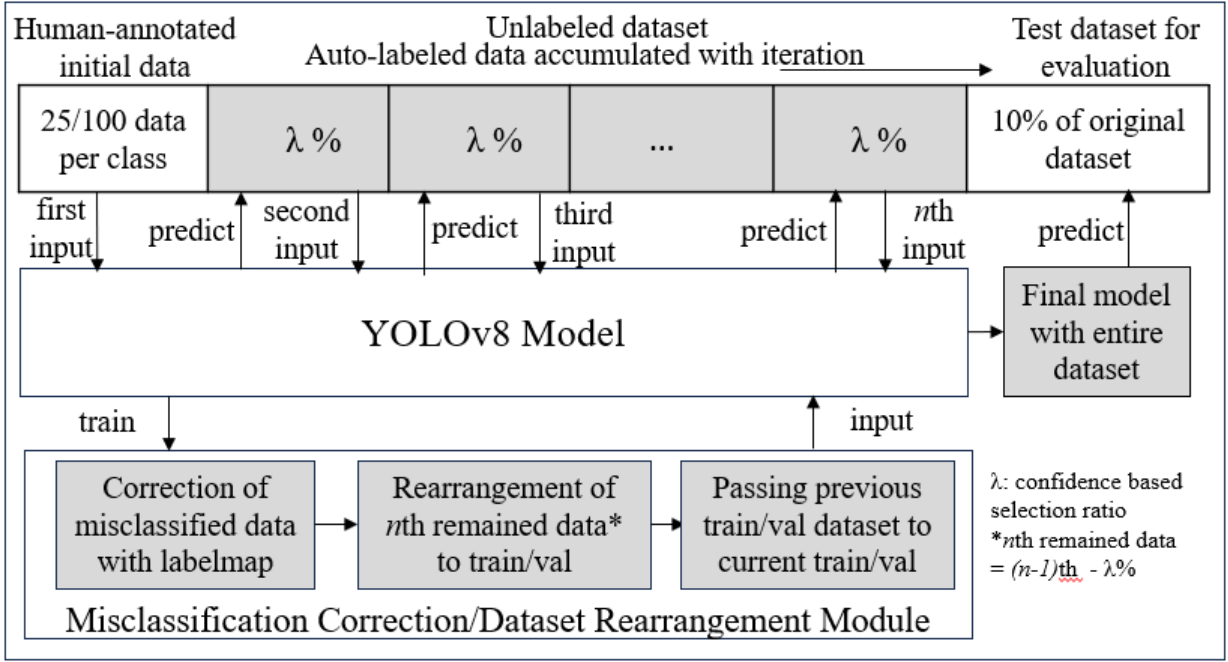 Human-annotated
initial data
Unlabeled dataset
Auto-labeled data accumulated with iteration
Test dataset for
evaluation
25/100 data
per class
λ %
λ %
...
λ %
10% of original
dataset
first
input
predict
second
input
predict
third
input
predict
nth
input
predict
YOLOv8 Model
Final model
with entire
dataset
train
input
Correction of
misclassified data
with labelmap
Rearrangement of
nth remained data*
to train/val
Passing previous
train/val dataset to
current train/val
Misclassification Correction/Dataset Rearrangement Module
λ: confidence based
selection ratio
*nth remained data
= (n-1)th - λ%